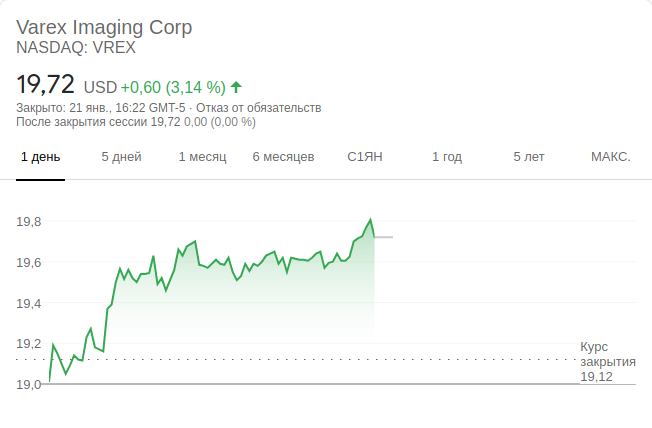 Varex Imaging Corp
NASDAQ: VREX
19,72 USD +0,60 (3,14 %)
Закрыто: 21 янв., 16:22 GMT-5 · Отказ от обязательств
После закрытия сессии 19,72 0,00 (0,00 %)
1 день 5 дней 1 месяц 6 месяцев С1ЯН 1 год 5 лет МАКС.
19,8
19,6
19,4
19,2
19,0
Курс
закрытия
19,12